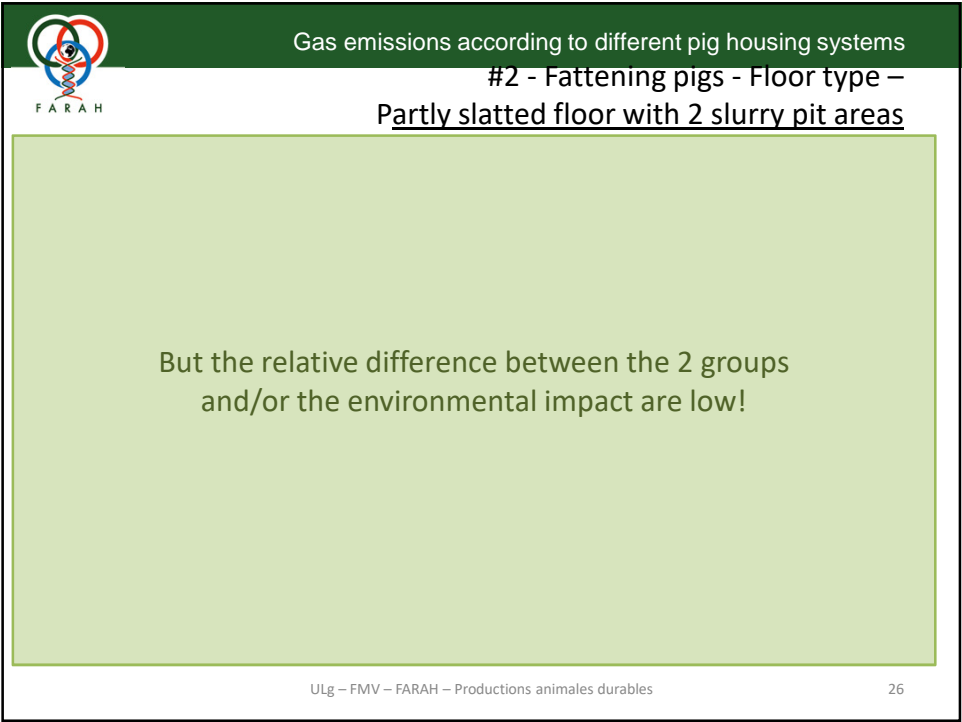 FARAH
Gas emissions according to different pig housing systems
#2 - Fattening pigs - Floor type –
Partly slatted floor with 2 slurry pit areas
But the relative difference between the 2 groups
and/or the environmental impact are low!
ULg – FMV – FARAH – Productions animales durables
26